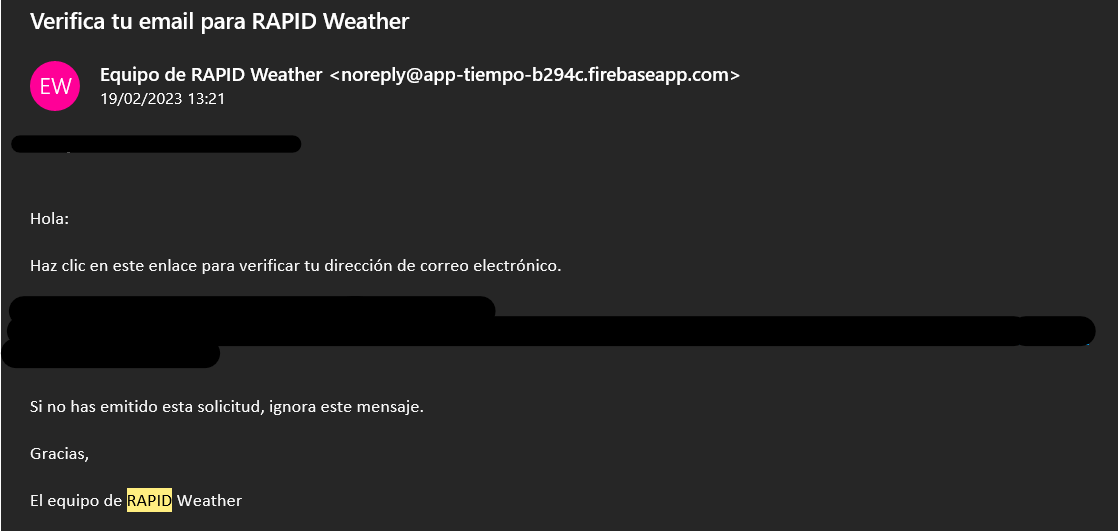 Verifica tu email para RAPID Weather
EW
Equipo de RAPID Weather <noreply@app-tiempo-b294c.firebaseapp.com>
19/02/2023 13:21
Hola:
Haz clic en este enlace para verificar tu dirección de correo electrónico.
Si no has emitido esta solicitud, ignora este mensaje.
Gracias,
El equipo de RAPID Weather